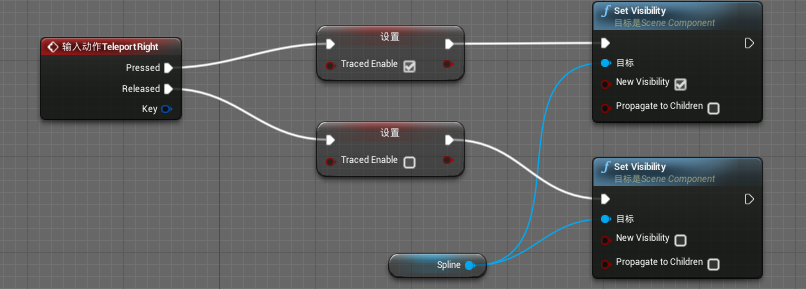 输入动作TeleportRight
Pressed
Released
Key
设置
Traced Enable
设置
Traced Enable
Spline
Set Visibility
目标是Scene Component
目标
New Visibility
Propagate to Children
Set Visibility
目标是Scene Component
目标
New Visibility
Propagate to Children